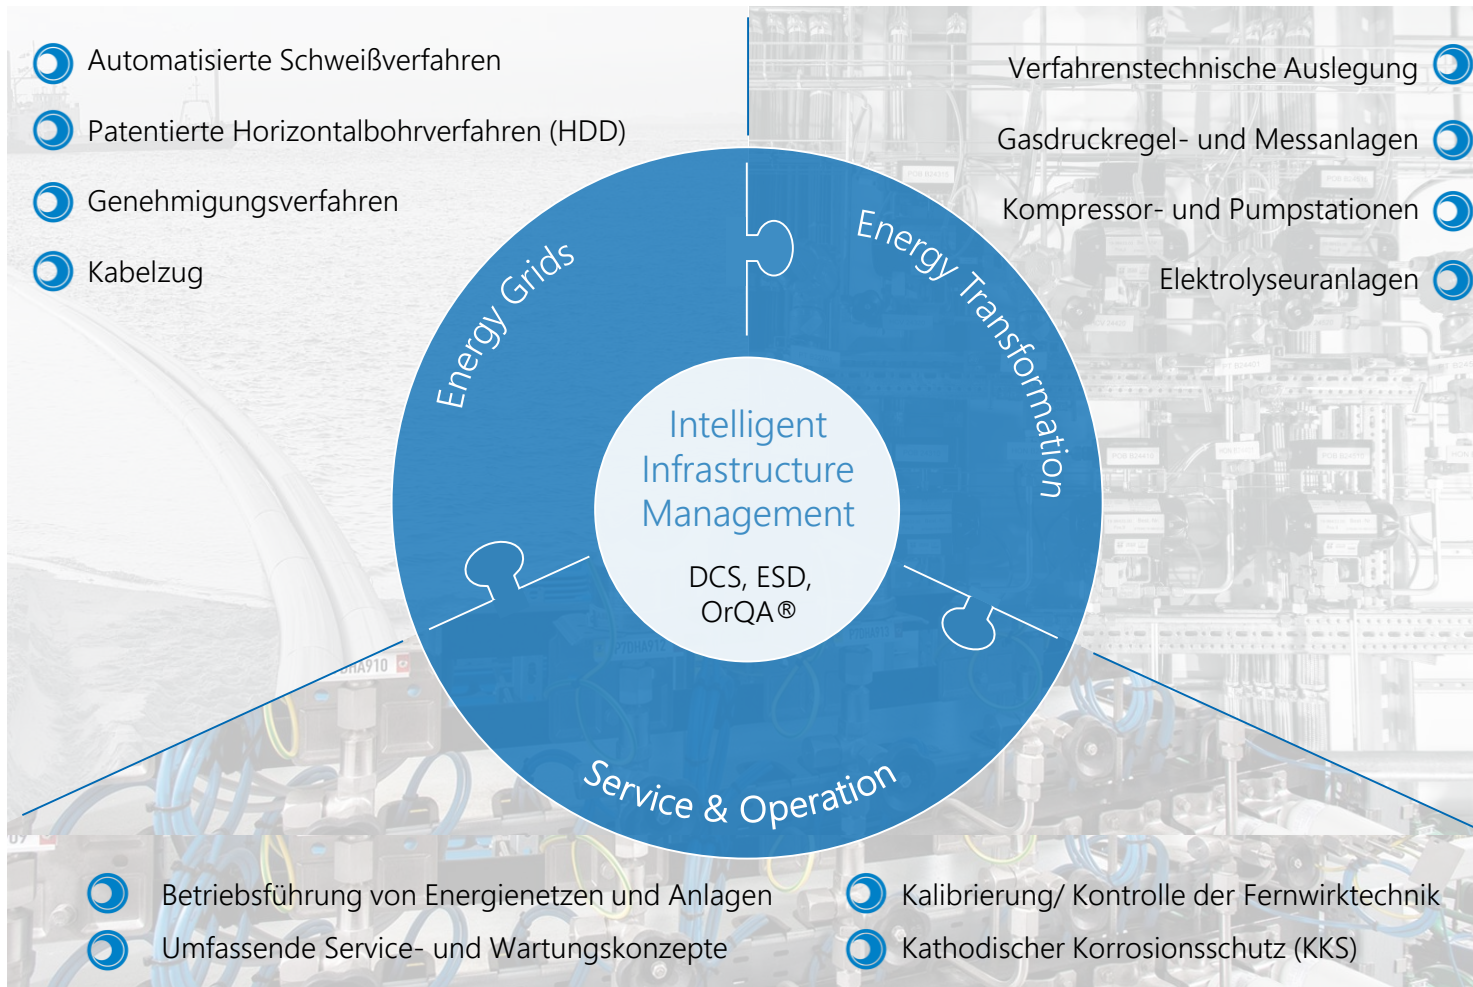 Automatisierte Schweißverfahren
Patentierte Horizontalbohrverfahren (HDD)
Genehmigungsverfahren
Kabelzug
Verfahrenstechnische Auslegung
Gasdruckregel- und Messanlagen
Kompressor- und Pumpstationen
Elektrolyseuranlagen
Energy Grids
Energy Transformation
Intelligent
Infrastructure
Management
DCS, ESD,
OrQA®
Service & Operation
Betriebsführung von Energienetzen und Anlagen
Umfassende Service- und Wartungskonzepte
Kalibrierung/ Kontrolle der Fernwirktechnik
Kathodischer Korrosionsschutz (KKS)